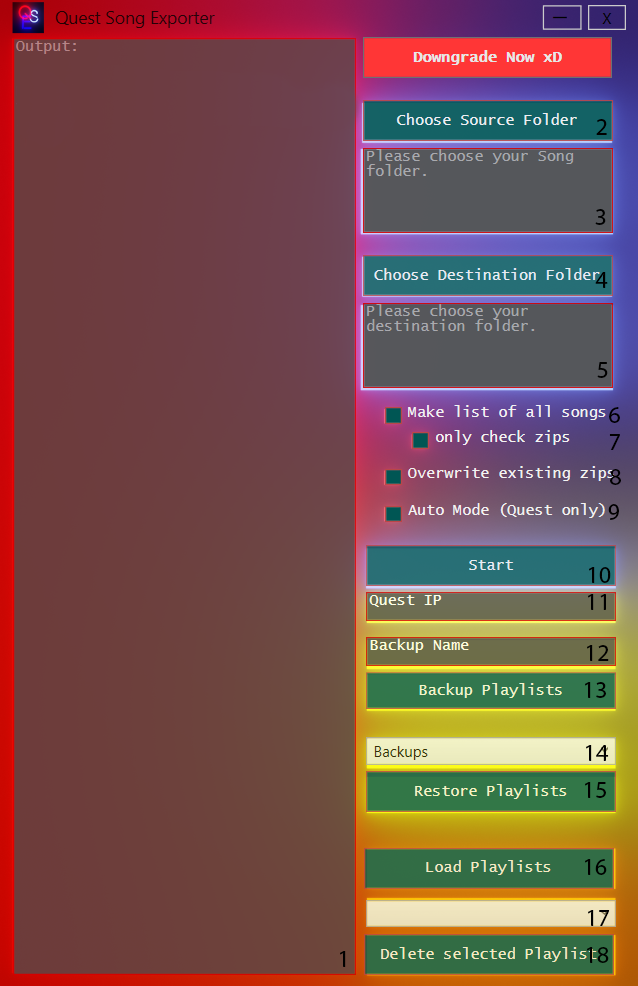 QSE
Quest Song Exporter
— X
Output:
1
Downgrade Now xD
Choose Source Folder 2
Please choose your Song
folder.
3
Choose Destination Folder 4
Please choose your
destination folder.
5
Make list of all songs 6
only check zips 7
Overwrite existing zips 8
Auto Mode (Quest only) 9
Start 10
Quest IP 11
Backup Name 12
Backup Playlists 13
Backups 14
Restore Playlists 15
Load Playlists 16
17
Delete selected Playlist 18